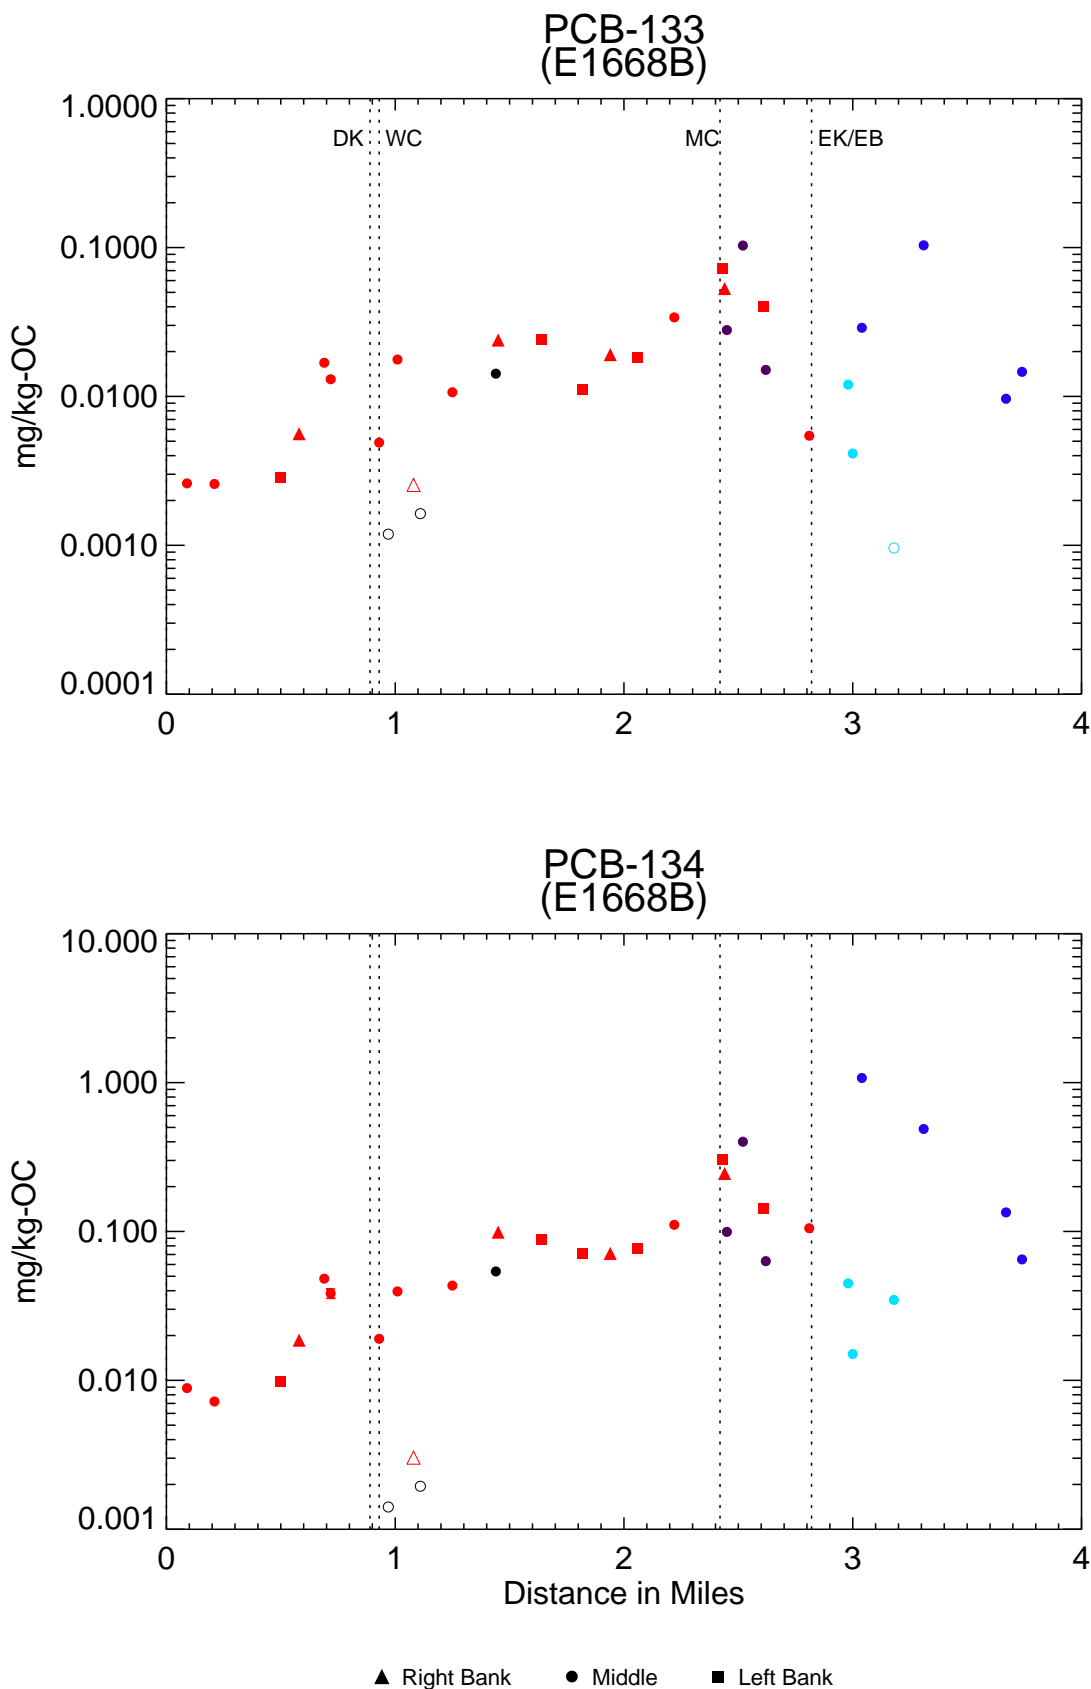 PCB-133
(E1668B)
1.0000
DK WC MC EK/EB
0.1000
mg/kg-OC
0.0100
0.0010
0.0001
0 1 2 3 4
PCB-134
(E1668B)
10.000
1.000
mg/kg-OC
0.100
0.010
0.001
0 1 2 3 4
Distance in Miles
Right Bank Middle Left Bank